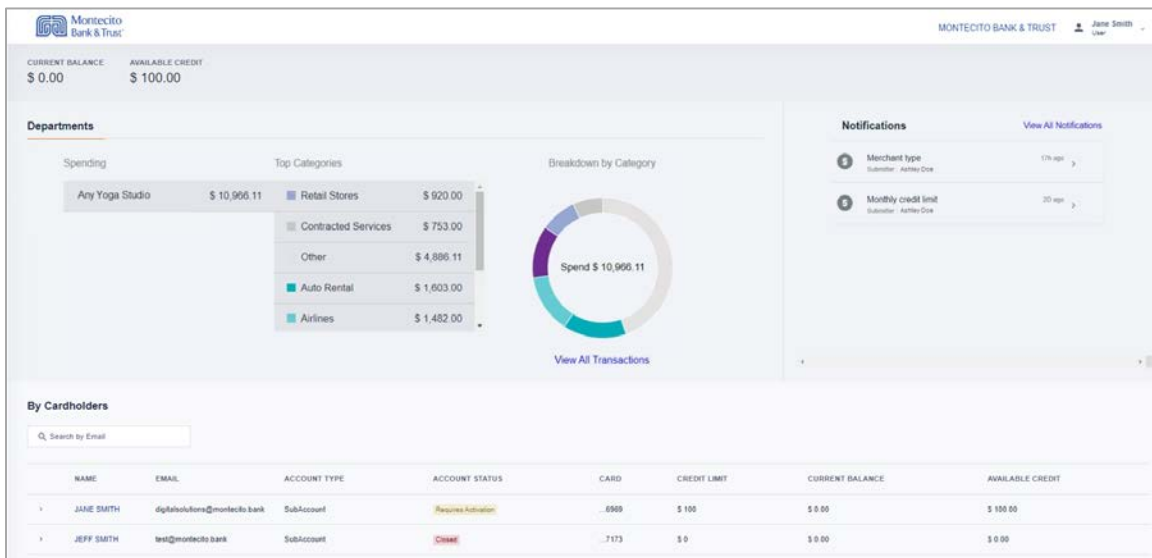 Montecito
Bank & Trust
MONTECITO BANK & TRUST
Jane Smith
User
CURRENT BALANCE AVAILABLE CREDIT
$ 0.00 $ 100.00
Departments
Notifications View All Notifications
Spending Top Categories Breakdown by Category
Any Yoga Studio $ 10,966.11
Retail Stores $ 920.00
Contracted Services $ 753.00
Other $ 4,886.11
Auto Rental $ 1,603.00
Airlines $ 1,482.00
Spend $ 10,966.11
View All Transactions
Merchant type 17h ago
Submitter : Ashley Doe
Monthly credit limit
Submitter : Ashley Doe
By Cardholders
Search by Email
NAME EMAIL ACCOUNT TYPE ACCOUNT STATUS CARD CREDIT LIMIT CURRENT BALANCE AVAILABLE CREDIT
JANE SMITH digitalsolutions@montecito.bank SubAccount Requires Activation ...6969 $ 100 $ 0.00 $ 100.00
JEFF SMITH test@montecito.bank SubAccount Closed ...7173 $ 0 $ 0.00 $ 0.00